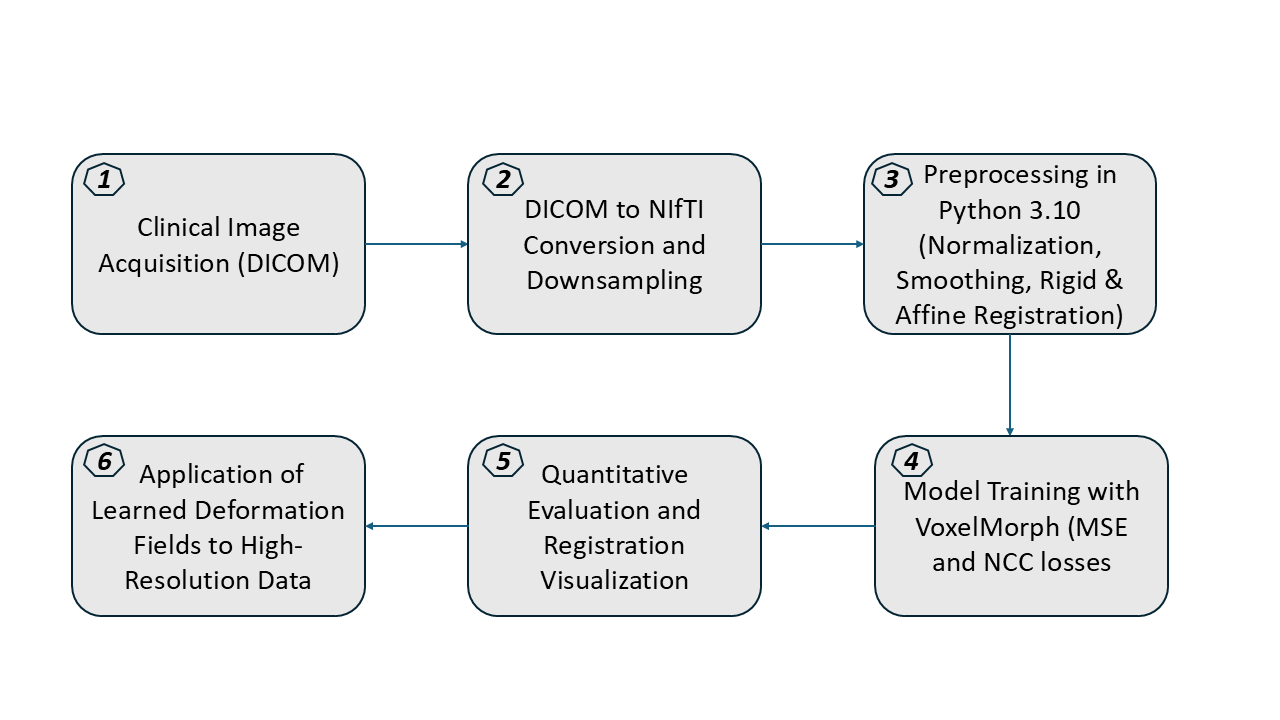 1
Clinical Image
Acquisition (DICOM)
2
DICOM to NIfTI
Conversion and
Downsampling
3
Preprocessing in
Python 3.10
(Normalization,
Smoothing, Rigid &
Affine Registration)
4
Model Training with
VoxelMorph (MSE
and NCC losses
5
Quantitative
Evaluation and
Registration
Visualization
6
Application of
Learned Deformation
Fields to High-
Resolution Data